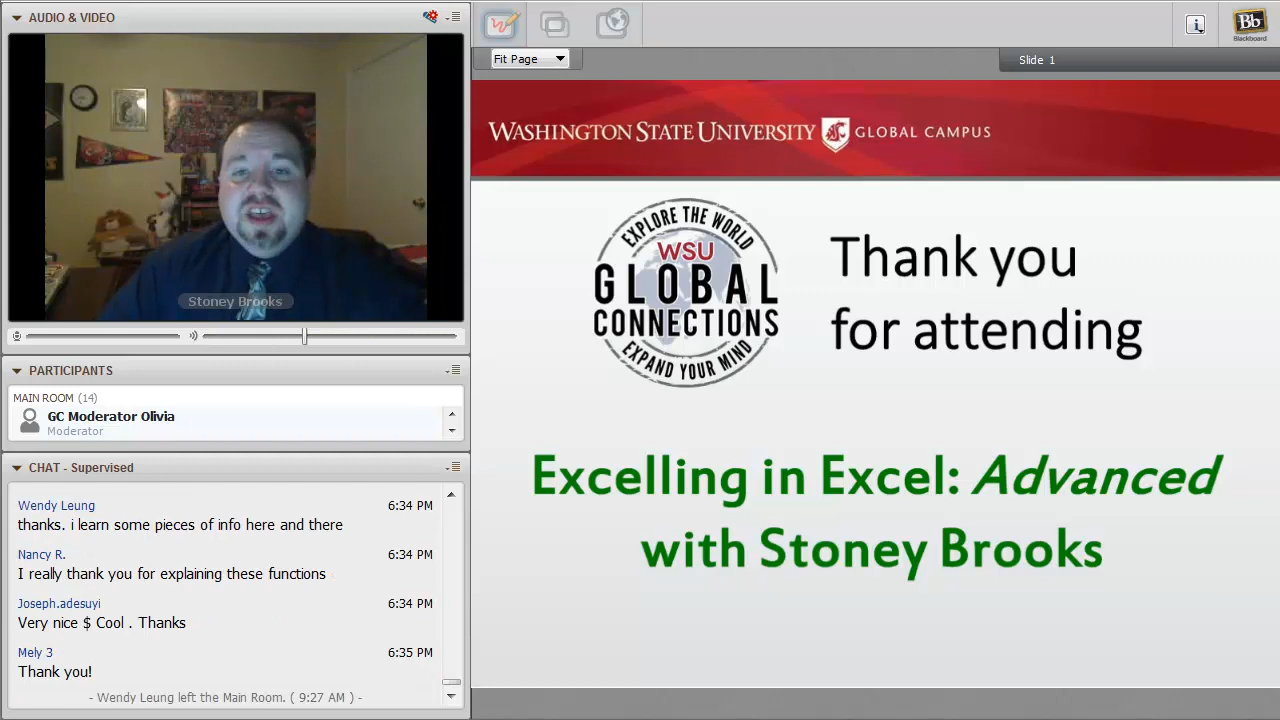 AUDIO & VIDEO
Stoney Brooks
PARTICIPANTS
MAIN ROOM (14)
GC Moderator Olivia
Moderator
CHAT - Supervised
Wendy Leung 6:34 PM
thanks. i learn some pieces of info here and there
Nancy R. 6:34 PM
I really thank you for explaining these functions
Joseph.adesuyi 6:34 PM
Very nice $ Cool . Thanks
Mely 3 6:35 PM
Thank you!
- Wendy Leung left the Main Room. ( 9:27 AM ) -
Bb
Blackboard
Fit Page
Slide 1
WASHINGTON STATE UNIVERSITY GLOBAL CAMPUS
EXPLORE THE WORLD
WSU
GLOBAL
CONNECTIONS
EXPAND YOUR MIND
Thank you
for attending
Excelling in Excel: Advanced
with Stoney Brooks